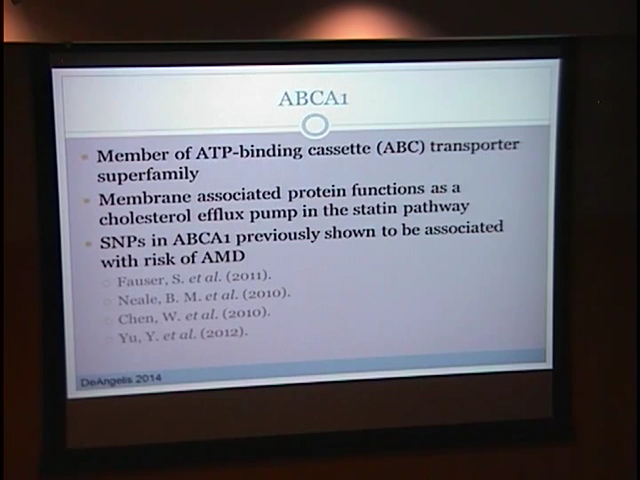 ABCA1
Member of ATP-binding cassette (ABC) transporter
superfamily
Membrane associated protein functions as a
cholesterol efflux pump in the statin pathway
SNPs in ABCA1 previously shown to be associated
with risk of AMD
Fauser, S. et al. (2011).
Neale, B. M. et al. (2010).
Chen, W. et al. (2010).
Yu, Y. et al. (2012).
DeAngelis 2014